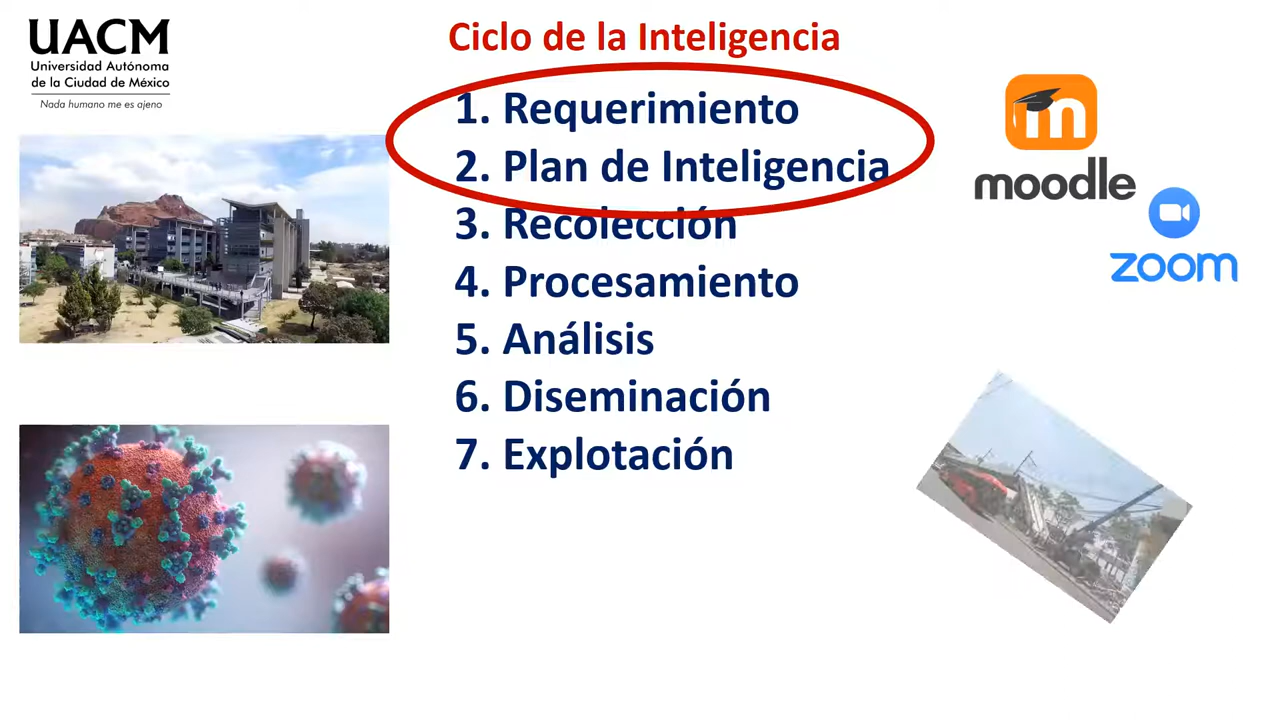 UACM
Universidad Autónoma
de la Ciudad de México
Nada humano me es ajeno
Ciclo de la Inteligencia
1. Requerimiento
2. Plan de Inteligencia
3. Recolección
4. Procesamiento
5. Análisis
6. Diseminación
7. Explotación
m
moodle
zoom